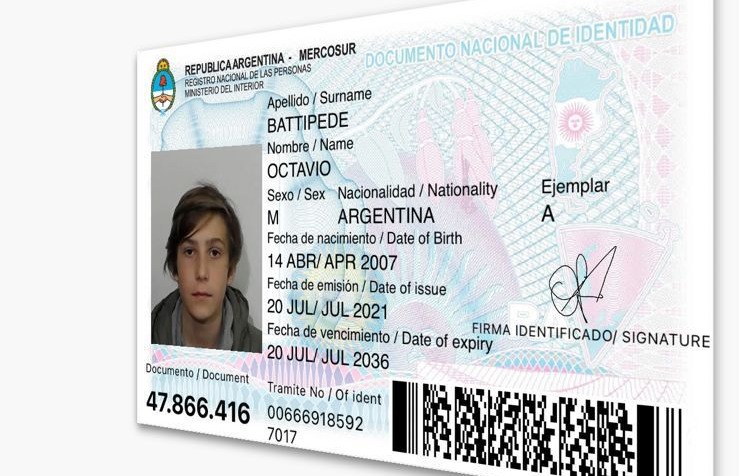 REPUBLICA ARGENTINA - MERCOSUR
REGISTRO NACIONAL DE LAS PERSONAS
MINISTERIO DEL INTERIOR
DOCUMENTO NACIONAL DE IDENTIDAD
Apellido / Surname
BATTIPEDE
Nombre / Name
OCTAVIO
Sexo / Sex Nacionalidad / Nationality
M ARGENTINA
Ejemplar
A
Fecha de nacimiento / Date of Birth
14 ABR/ APR 2007
Fecha de emisión / Date of issue
20 JUL/ JUL 2021
Fecha de vencimiento / Date of expiry
20 JUL/ JUL 2036
FIRMA IDENTIFICADO/ SIGNATURE
Documento / Document
47.866.416
Tramite No / Of ident
00666918592
7017